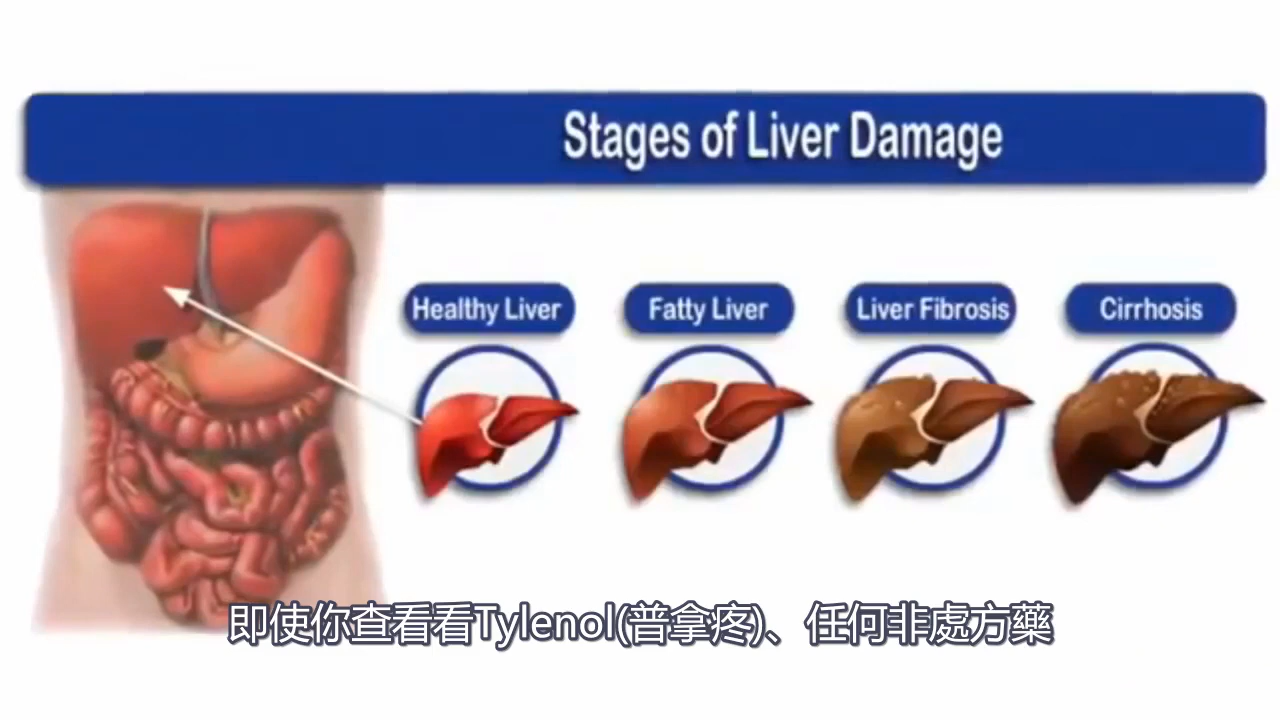 Stages of Liver Damage
Healthy Liver
Fatty Liver
Liver Fibrosis
Cirrhosis
即使你查看看Tylenol(普拿疼)、任何非處方藥